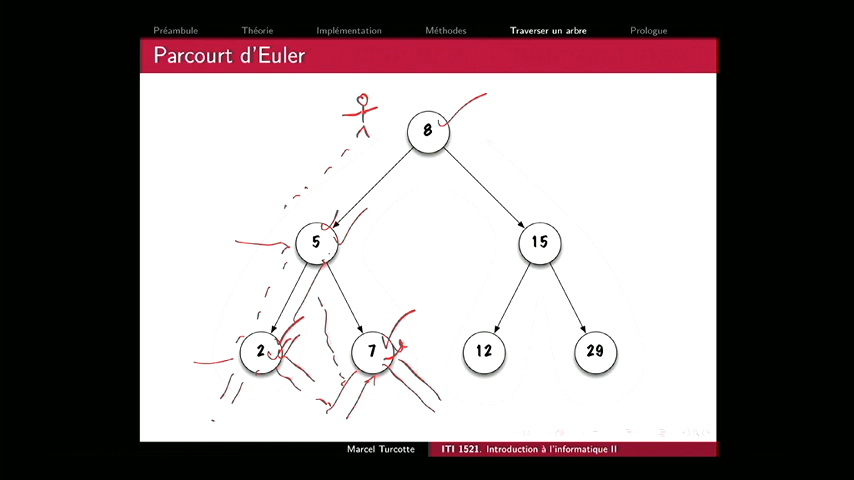 Préambule Théorie Implémentation Méthodes Traverser un arbre Prologue
Parcourt d'Euler
8
5 15
2 7 12 29
Marcel Turcotte ITI 1521. Introduction à l'informatique II